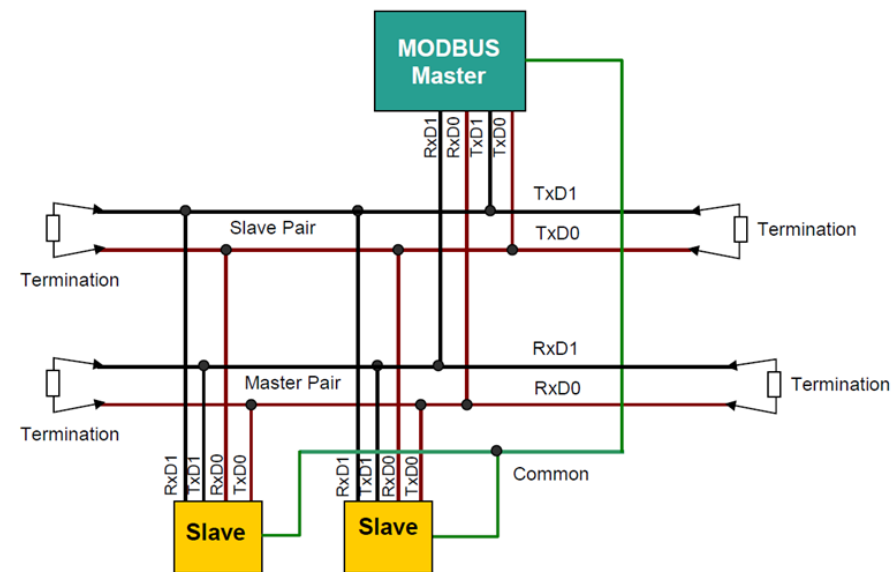 MODBUS
Master
RxD1
RxD0
TxD1
TxD0
TxD1
Slave Pair
TxD0
Termination
Termination
RxD1
Master Pair
RxD0
Termination
Termination
RxD1
TxD1
RxD0
TxD0
RxD1
TxD1
RxD0
TxD0
Common
Slave
Slave